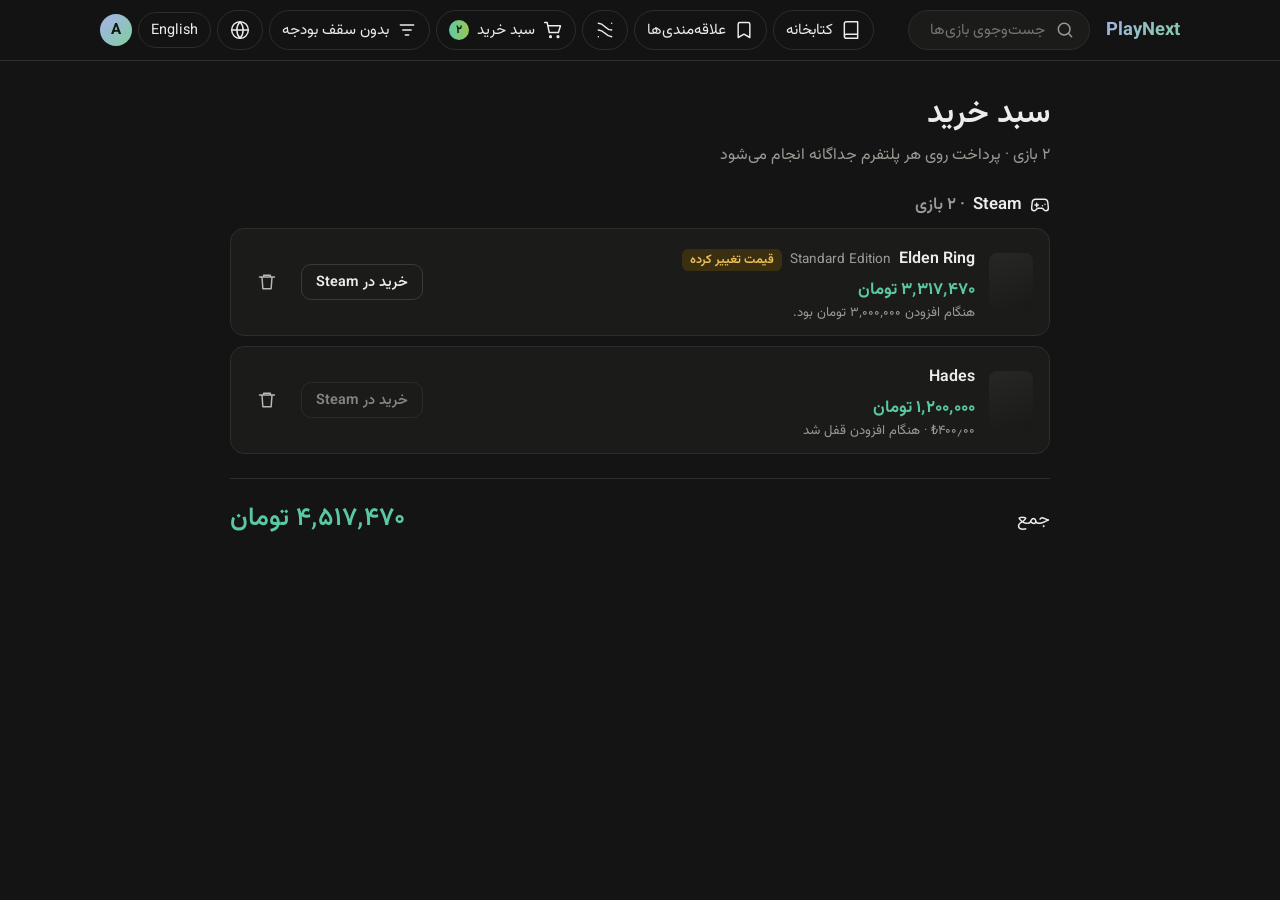 PlayNext
جست‌وجوی بازی‌ها
کتابخانه
علاقه‌مندی‌ها
سبد خرید ۲
بدون سقف بودجه
English
A
سبد خرید
۲ بازی · پرداخت روی هر پلتفرم جداگانه انجام می‌شود
Steam · ۲ بازی
Elden Ring Standard Edition قیمت تغییر کرده
۳٬۳۱۷٬۴۷۰ تومان
هنگام افزودن ۳٬۰۰۰٬۰۰۰ تومان بود.
خرید در Steam
Hades
۱٬۲۰۰٬۰۰۰ تومان
₺۴۰۰٫۰۰ · هنگام افزودن قفل شد
خرید در Steam
جمع
۴٬۵۱۷٬۴۷۰ تومان